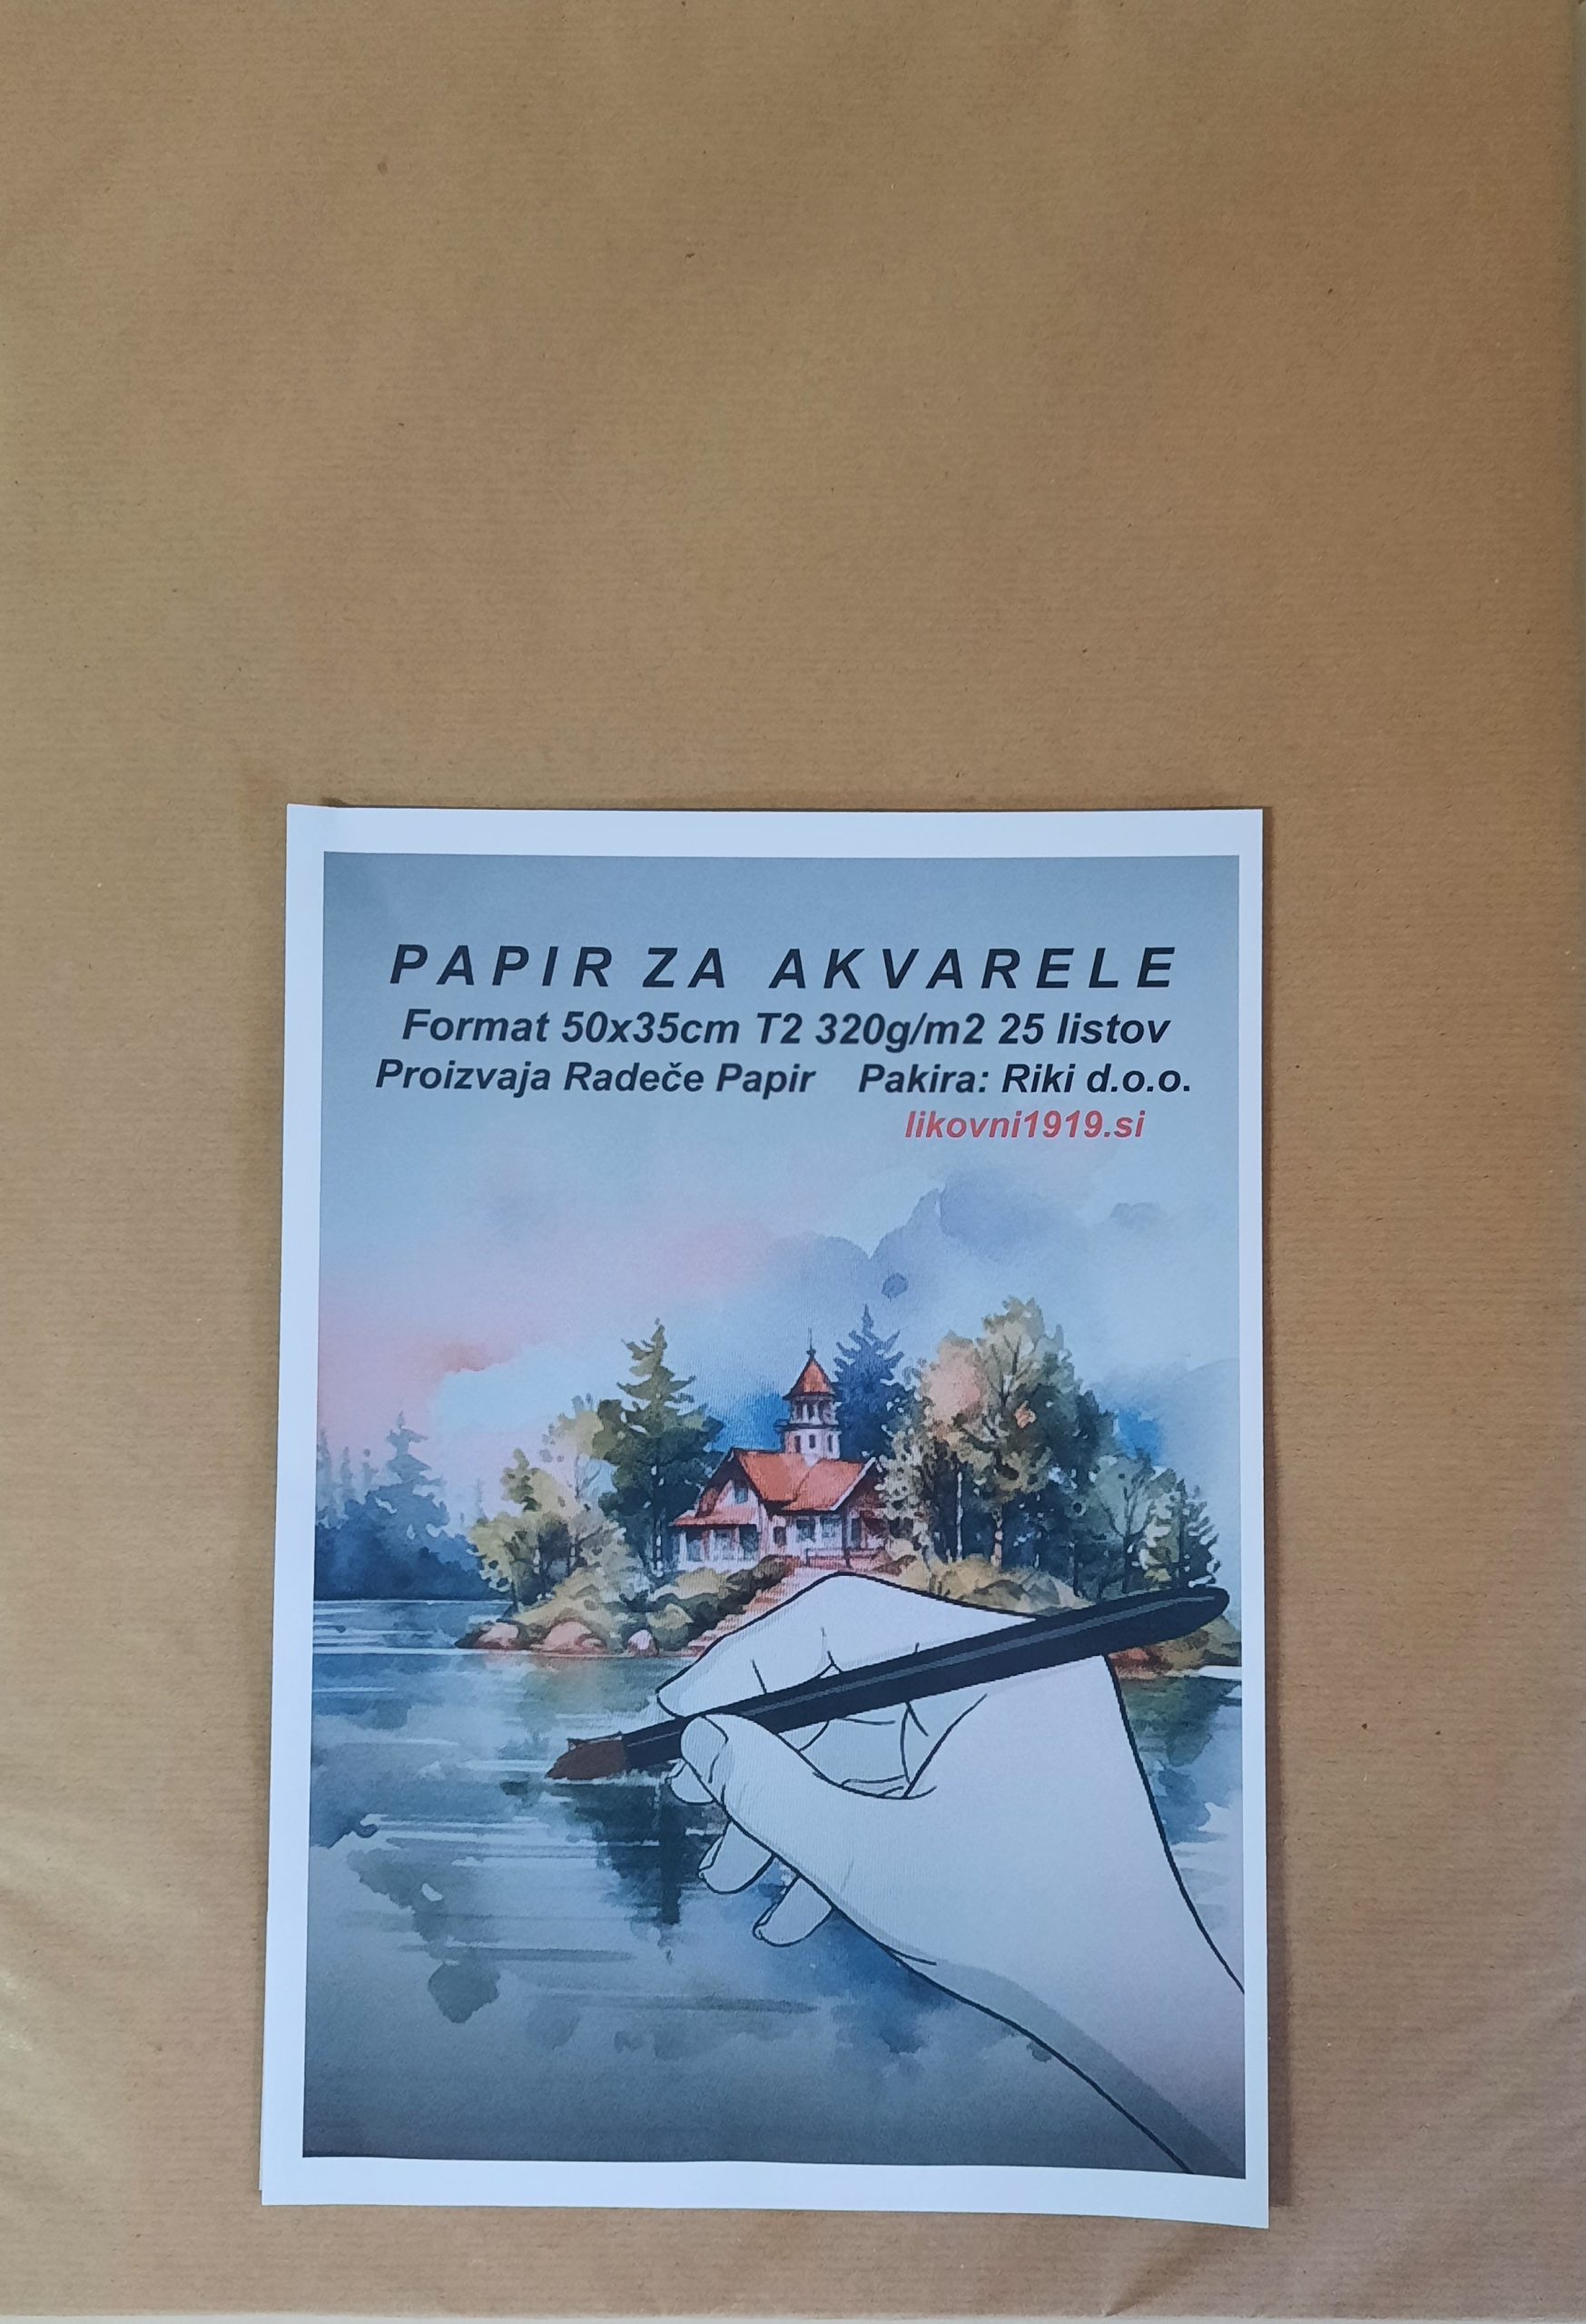 PAPIR ZA AKVARELE
Format 50x35cm T2 320g/m2 25 listov
Proizvaja Radeče Papir Pakira: Riki d.o.o.
likovni1919.si